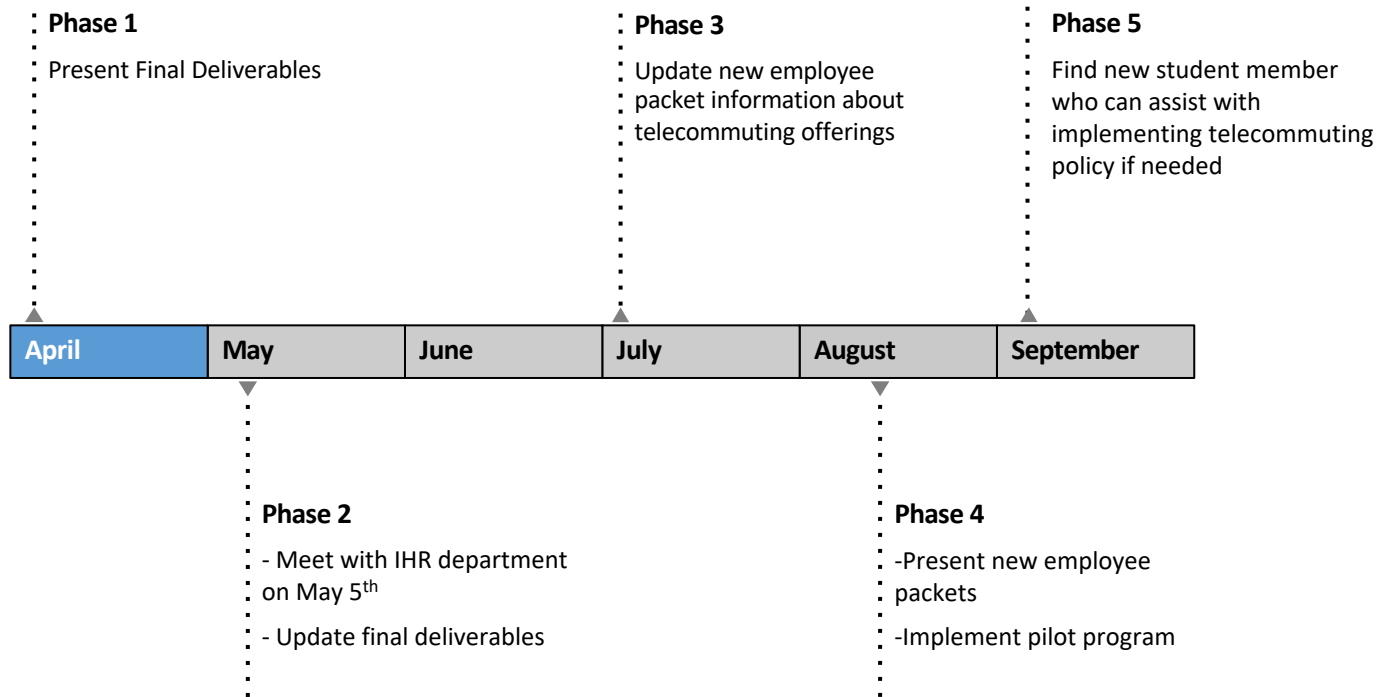 Phase 1
Present Final Deliverables
Phase 3
Update new employee
packet information about
telecommuting offerings
Phase 5
Find new student member
who can assist with
implementing telecommuting
policy if needed
April
May
June
July
August
September
Phase 2
- Meet with IHR department
on May 5th
- Update final deliverables
Phase 4
-Present new employee
packets
-Implement pilot program